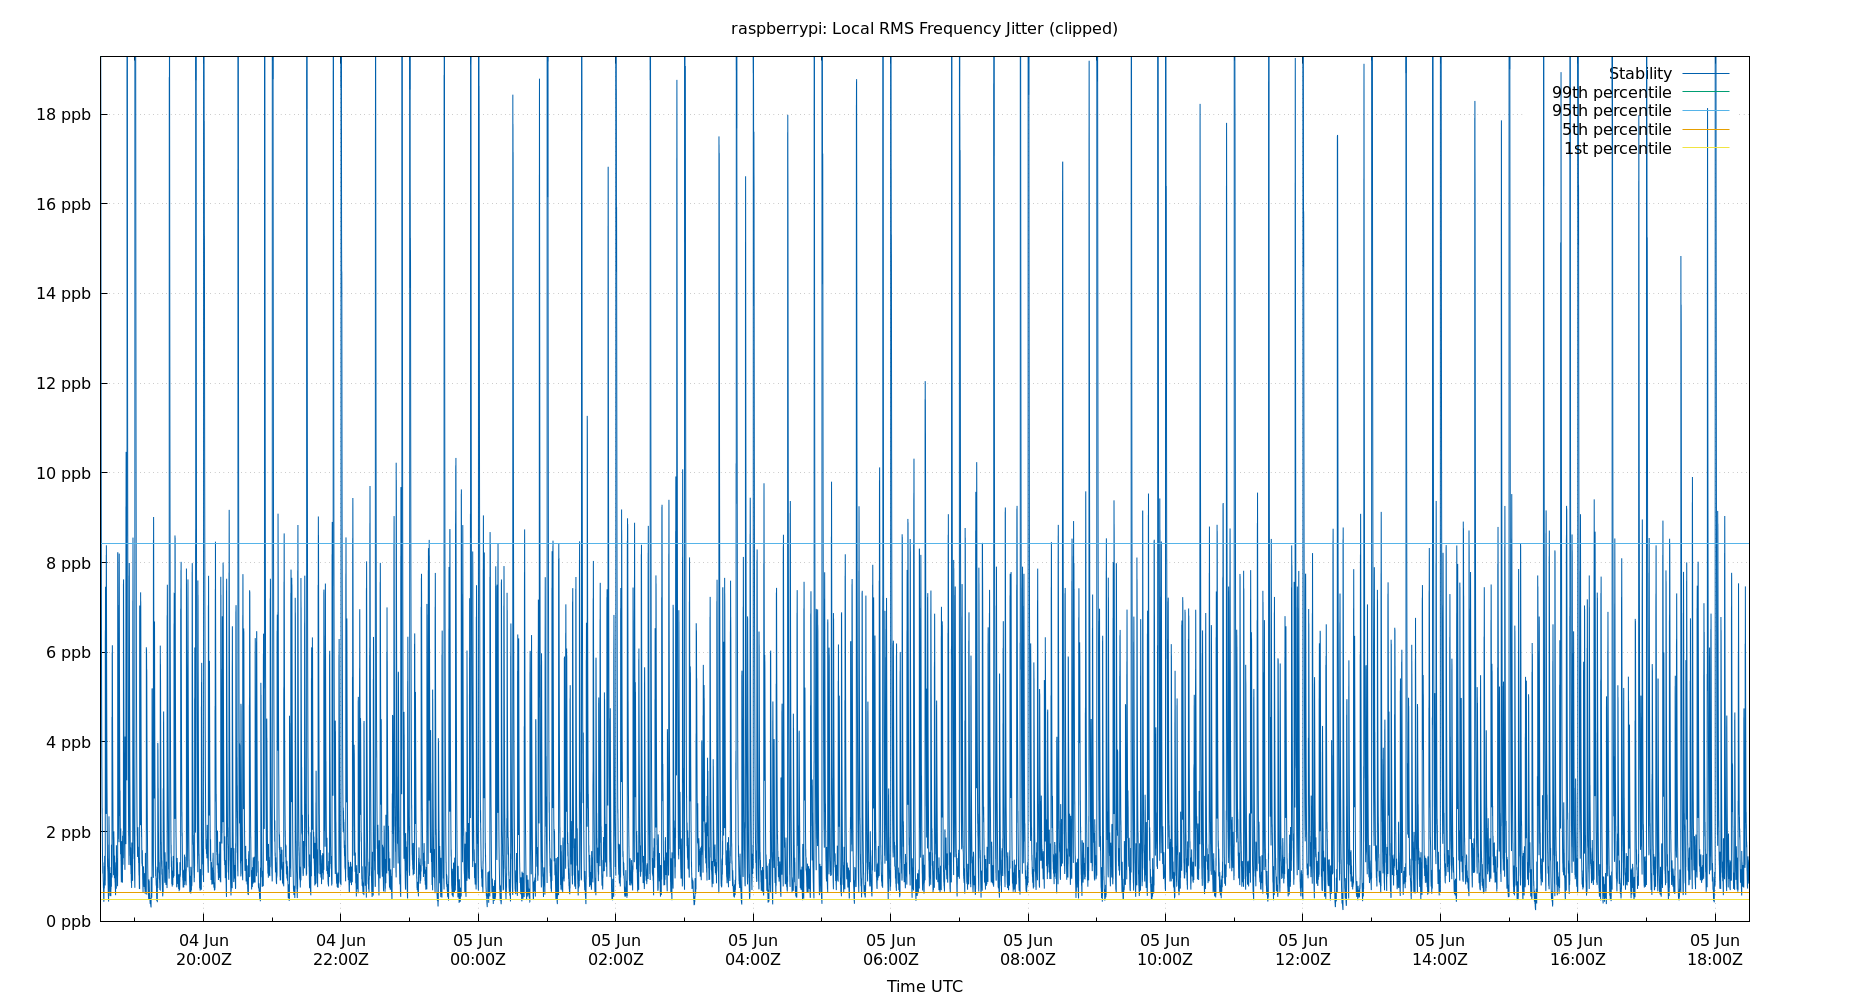 raspberrypi: Local RMS Frequency Jitter (clipped)
Stability
99th percentile
95th percentile
5th percentile
1st percentile
18 ppb
16 ppb
14 ppb
12 ppb
10 ppb
8 ppb
6 ppb
4 ppb
2 ppb
0 ppb
04 Jun 04 Jun 05 Jun 05 Jun 05 Jun 05 Jun 05 Jun 05 Jun 05 Jun 05 Jun 05 Jun 05 Jun
20:00Z 22:00Z 00:00Z 02:00Z 04:00Z 06:00Z 08:00Z 10:00Z 12:00Z 14:00Z 16:00Z 18:00Z
Time UTC